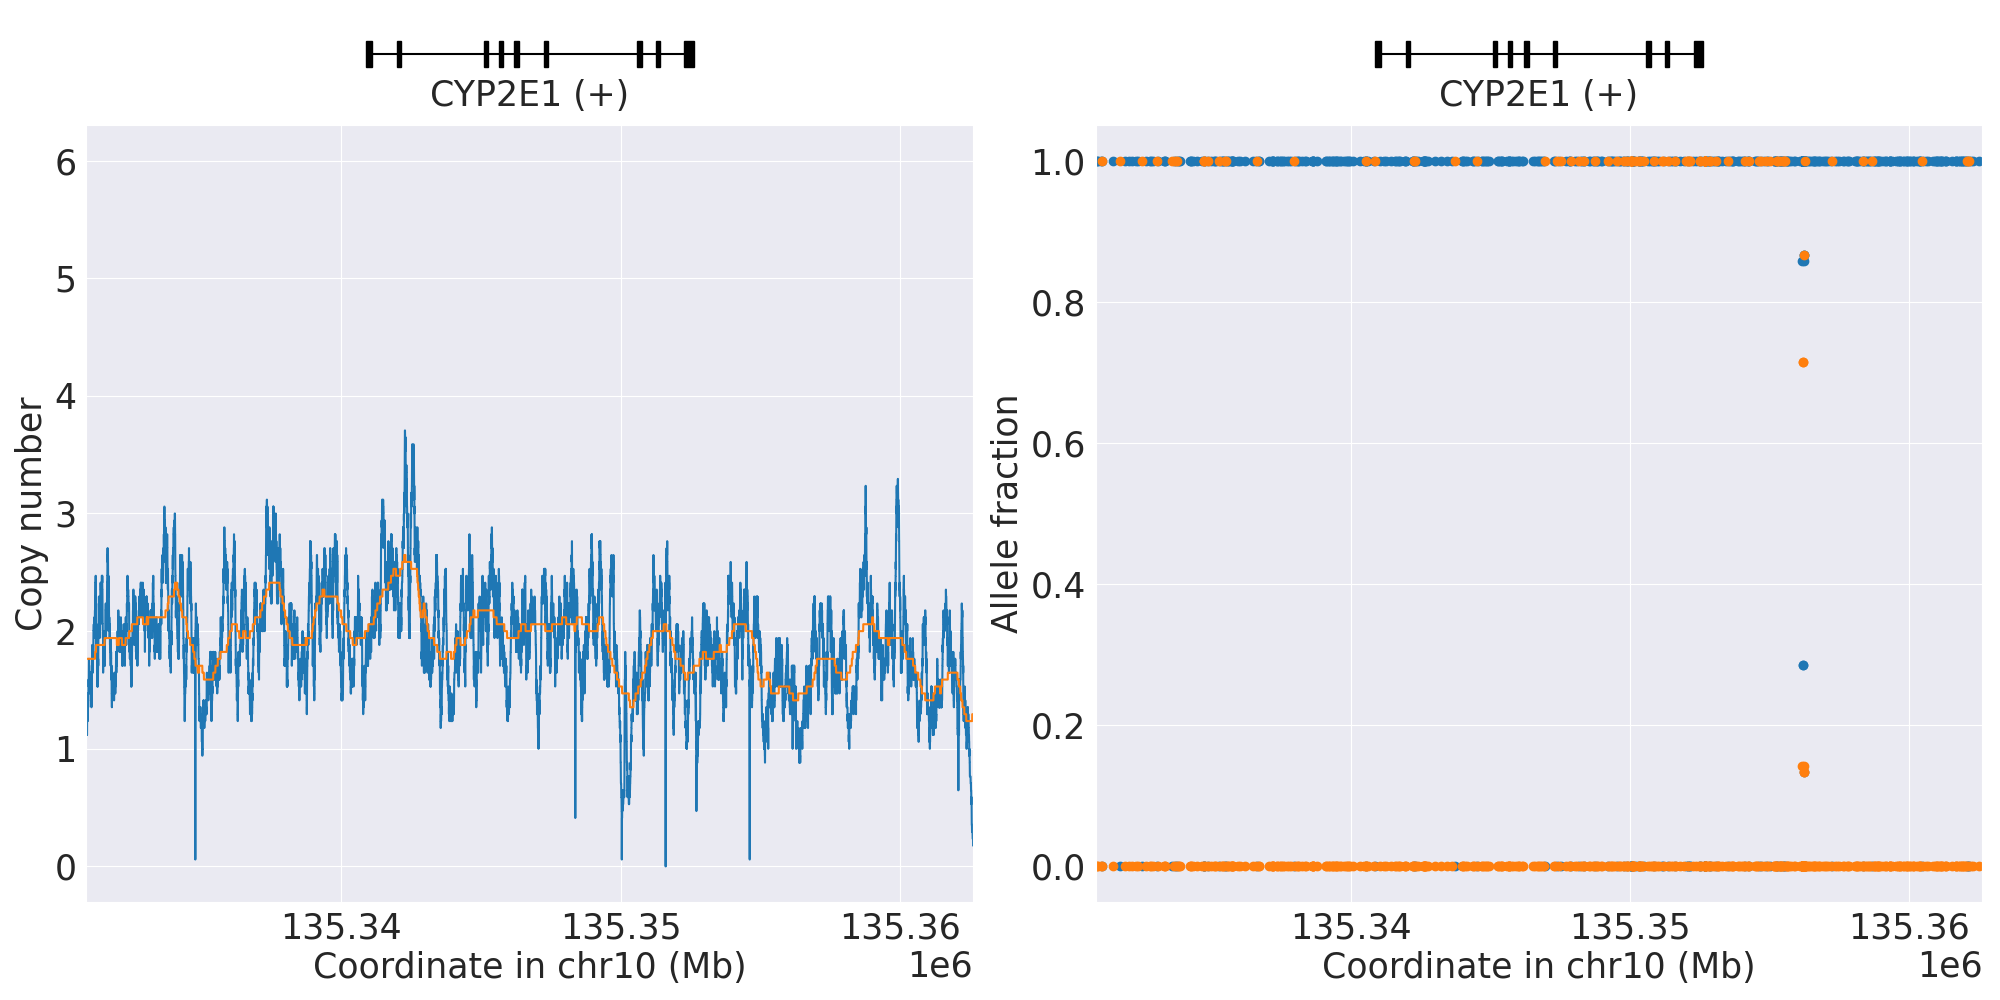 CYP2E1 (+)
6
5
4
3
2
1
0
Copy number
135.34 135.35 135.36
Coordinate in chr10 (Mb)
1e6
CYP2E1 (+)
1.0
0.8
0.6
0.4
0.2
0.0
Allele fraction
135.34 135.35 135.36
Coordinate in chr10 (Mb)
1e6